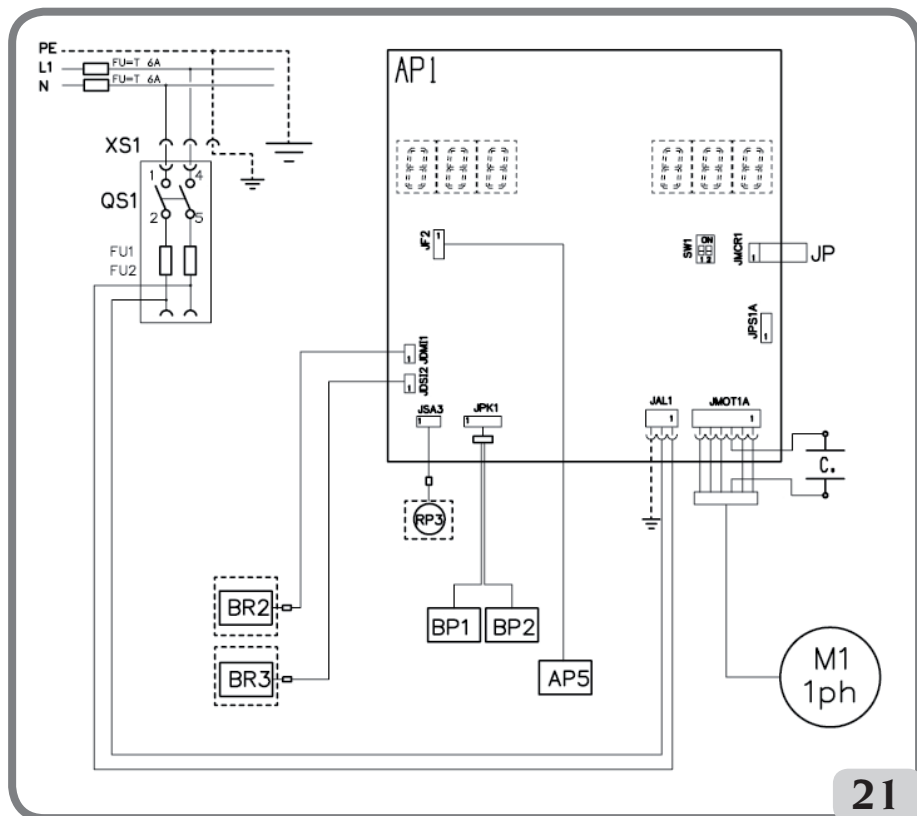 PE
L1 FU=T 6A
N FU=T 6A
XS1
1 4
QS1
2 5
FU1
FU2
AP1
JF2
1
SW1
ON
1 2
JMCR1
1
JP
JPS1A
1
JDMI1
1
JDSI2
1
JSA3
1
JPK1
1
JAL1
1
JMOT1A
1
C.
RP3
BR2
BR3
BP1
BP2
AP5
M1
1ph
21